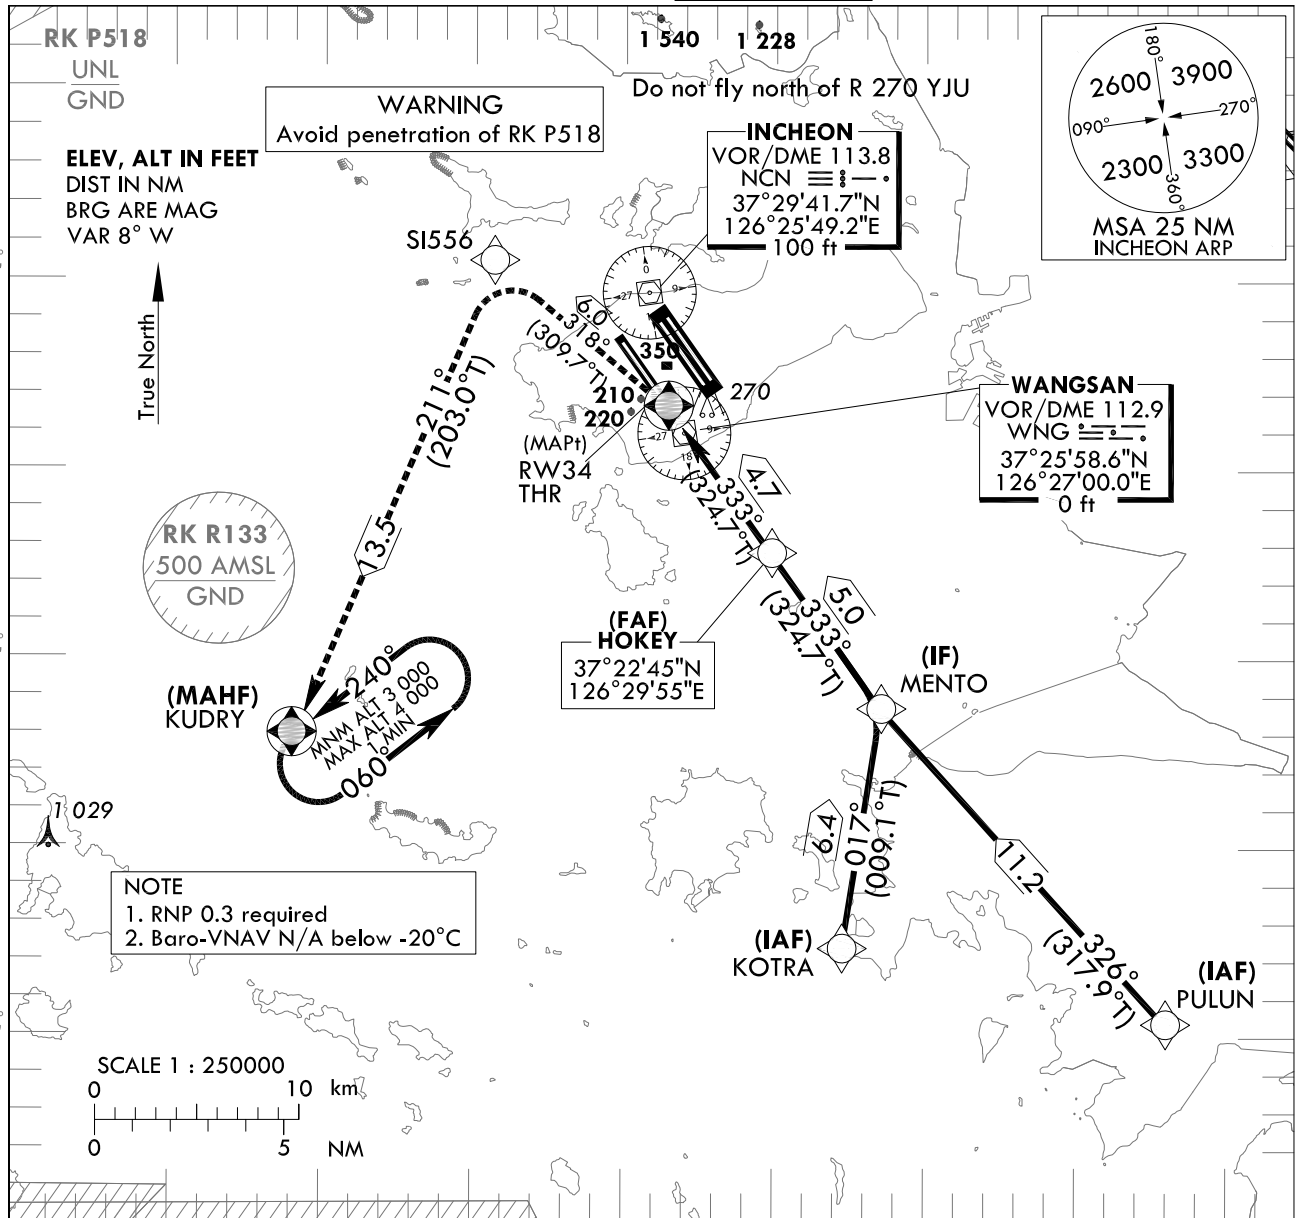 RK P518
UNL
GND
1 540
1 228
Do not fly north of R 270 YJU
WARNING
Avoid penetration of RK P518
ELEV, ALT IN FEET
DIST IN NM
BRG ARE MAG
VAR 8° W
True North
INCHEON
VOR/DME 113.8
NCN
37°29'41.7"N
126°25'49.2"E
100 ft
180°
2600
3900
090°
270°
2300
3300
360°
MSA 25 NM
INCHEON ARP
SI556
0
27
9
6.0
318°
(309.7°T)
350
210
220
270
27
9
18
(MAPt)
RW34
THR
WANGSAN
VOR/DME 112.9
WNG
37°25'58.6"N
126°27'00.0"E
0 ft
211°
(203.0°T)
13.5
4.7
333°
(324.7°T)
RK R133
500 AMSL
GND
(FAF)
HOKEY
37°22'45"N
126°29'55"E
5.0
333°
(324.7°T)
(IF)
MENTO
(MAHF)
KUDRY
240°
MNM ALT 3 000
MAX ALT 4 000
1 MIN
060°
1 029
6.4
017°
(009.1°T)
11.2
326°
(317.9°T)
NOTE
1. RNP 0.3 required
2. Baro-VNAV N/A below -20°C
(IAF)
KOTRA
(IAF)
PULUN
SCALE 1 : 250000
0
10
km
0
5
NM